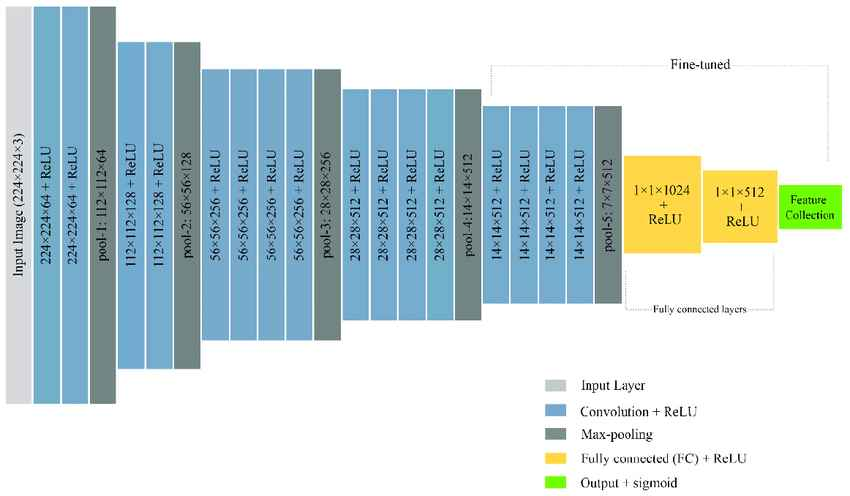 Input Image (224×224×3)
224×224×64 + ReLU
224×224×64 + ReLU
pool-1: 112×112×64
112×112×128 + ReLU
112×112×128 + ReLU
pool-2: 56×56×128
56×56×256 + ReLU
56×56×256 + ReLU
56×56×256 + ReLU
56×56×256 + ReLU
pool-3: 28×28×256
28×28×512 + ReLU
28×28×512 + ReLU
28×28×512 + ReLU
28×28×512 + ReLU
pool-4:14×14×512
14×14×512 + ReLU
14×14×512 + ReLU
14×14×512 + ReLU
14×14×512 + ReLU
pool-5: 7×7×512
Fine-tuned
1×1×1024
+
ReLU
1×1×512
+
ReLU
Feature
Collection
Fully connected layers
Input Layer
Convolution + ReLU
Max-pooling
Fully connected (FC) + ReLU
Output + sigmoid